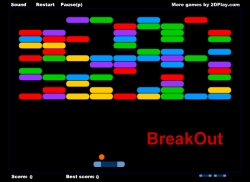 Sound Restart Pause(p) More games by 2DPlay.com
BreakOut
Score: 0 Best score: 0